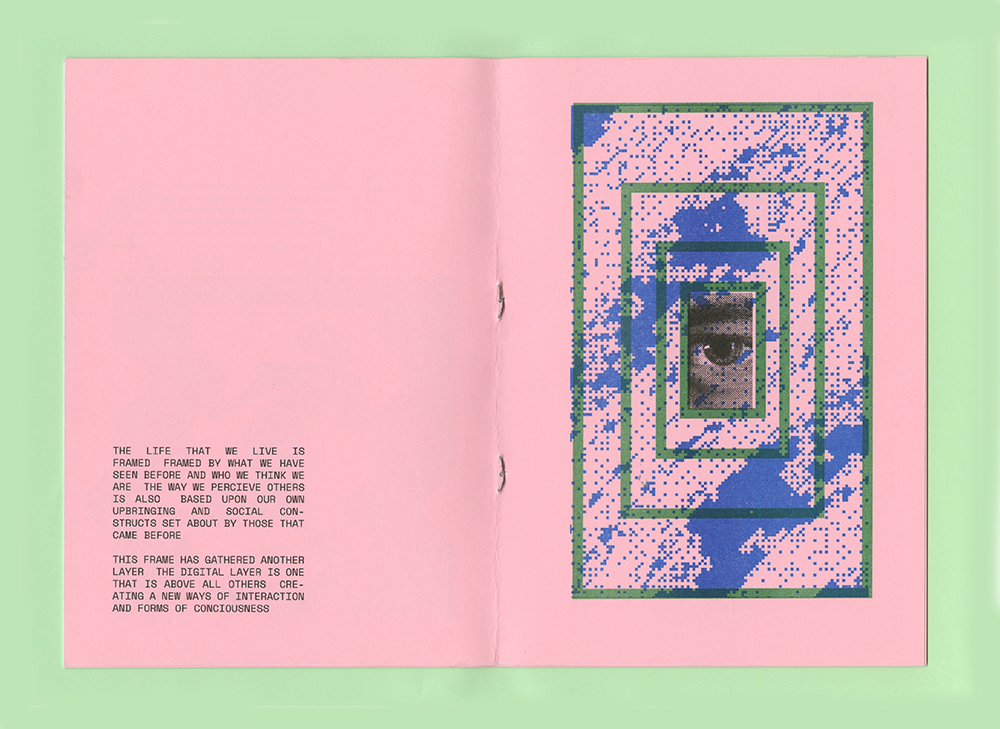 THE LIFE THAT WE LIVE IS
FRAMED FRAMED BY WHAT WE HAVE
SEEN BEFORE AND WHO WE THINK WE
ARE THE WAY WE PERCIEVE OTHERS
IS ALSO BASED UPON OUR OWN
UPBRINGING AND SOCIAL CON-
STRUCTS SET ABOUT BY THOSE THAT
CAME BEFORE
THIS FRAME HAS GATHERED ANOTHER
LAYER THE DIGITAL LAYER IS ONE
THAT IS ABOVE ALL OTHERS CRE-
ATING A NEW WAYS OF INTERACTION
AND FORMS OF CONCIOUSNESS